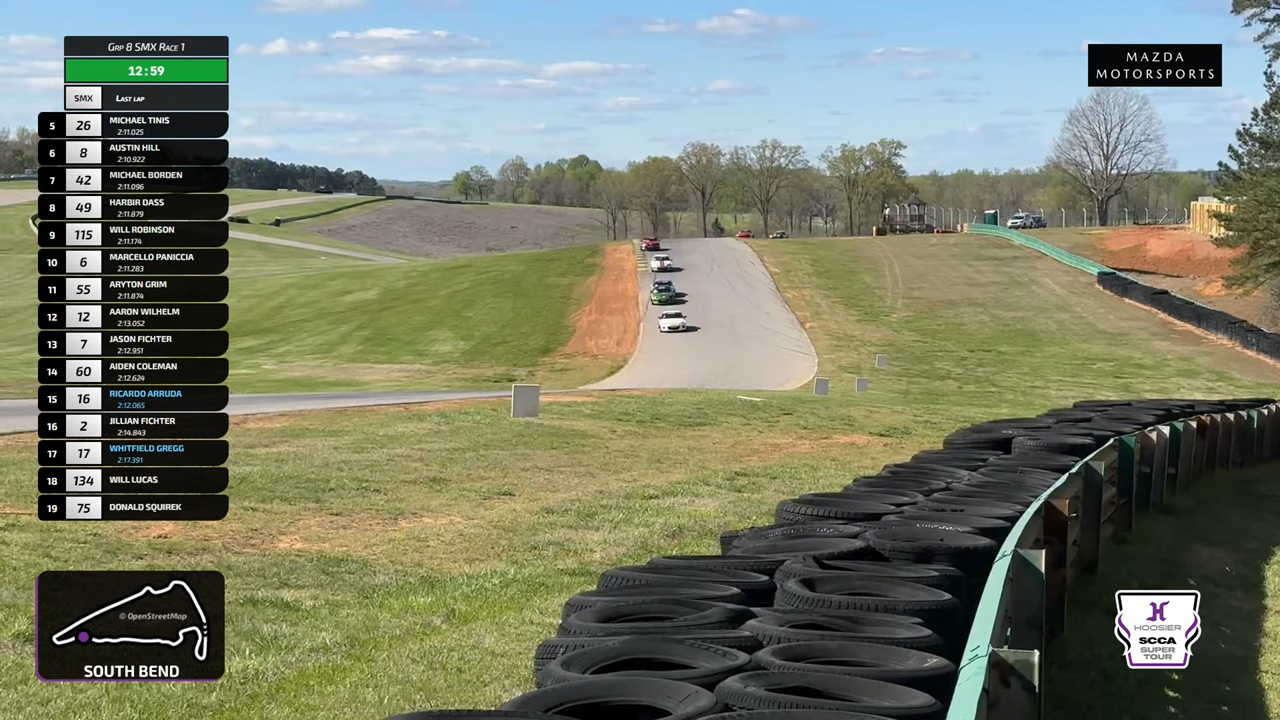 GRP 8 SMX RACE 1
12:59
SMX LAST LAP
5 26 MICHAEL TINIS
2:11.025
6 8 AUSTIN HILL
2:10.922
7 42 MICHAEL BORDEN
2:11.096
8 49 HARBIR DASS
2:11.879
9 115 WILL ROBINSON
2:11.174
10 6 MARCELLO PANICCIA
2:11.283
11 55 ARYTON GRIM
2:11.874
12 12 AARON WILHELM
2:13.052
13 7 JASON FICHTER
2:12.951
14 60 AIDEN COLEMAN
2:12.624
15 16 RICARDO ARRUDA
2:12.065
16 2 JILLIAN FICHTER
2:14.843
17 17 WHITFIELD GREGG
2:17.391
18 134 WILL LUCAS
19 75 DONALD SQUIREK
© OpenStreetMap
SOUTH BEND
MAZDA
MOTORSPORTS
H
HOOSIER
SCCA
SUPER
TOUR